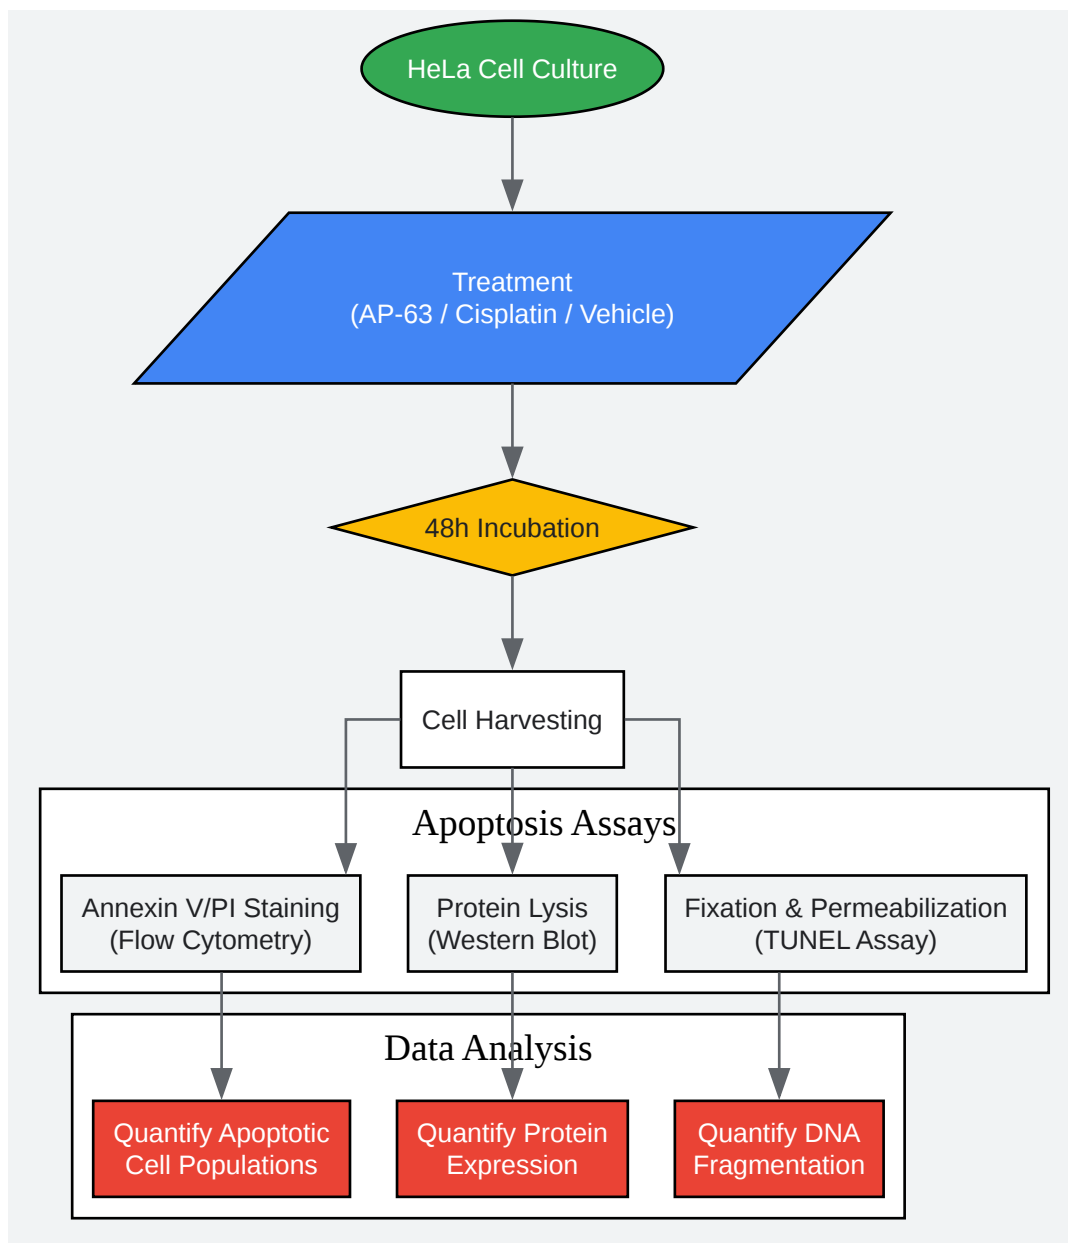 HeLa Cell Culture
Treatment
(AP-63 / Cisplatin / Vehicle)
48h Incubation
Cell Harvesting
Apoptosis Assays
Annexin V/PI Staining
(Flow Cytometry)
Protein Lysis
(Western Blot)
Fixation & Permeabilization
(TUNEL Assay)
Data Analysis
Quantify Apoptotic
Cell Populations
Quantify Protein
Expression
Quantify DNA
Fragmentation